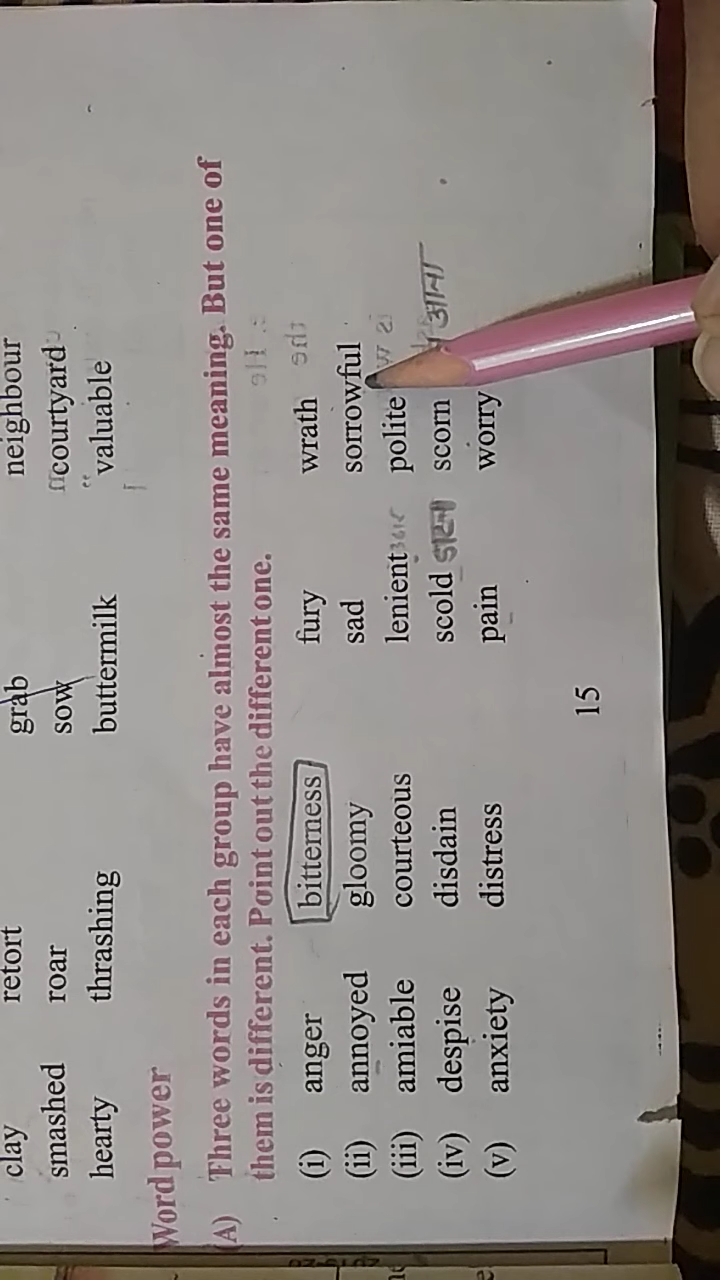 clay retort grab neighbour
smashed roar sow courtyard
hearty thrashing buttermilk valuable
Word power
(A) Three words in each group have almost the same meaning. But one of
them is different. Point out the different one.
(i) anger bitterness fury wrath
(ii) annoyed gloomy sad sorrowful
(iii) amiable courteous lenient polite
(iv) despise disdain scold डाटना scorn आना
(v) anxiety distress pain worry
15